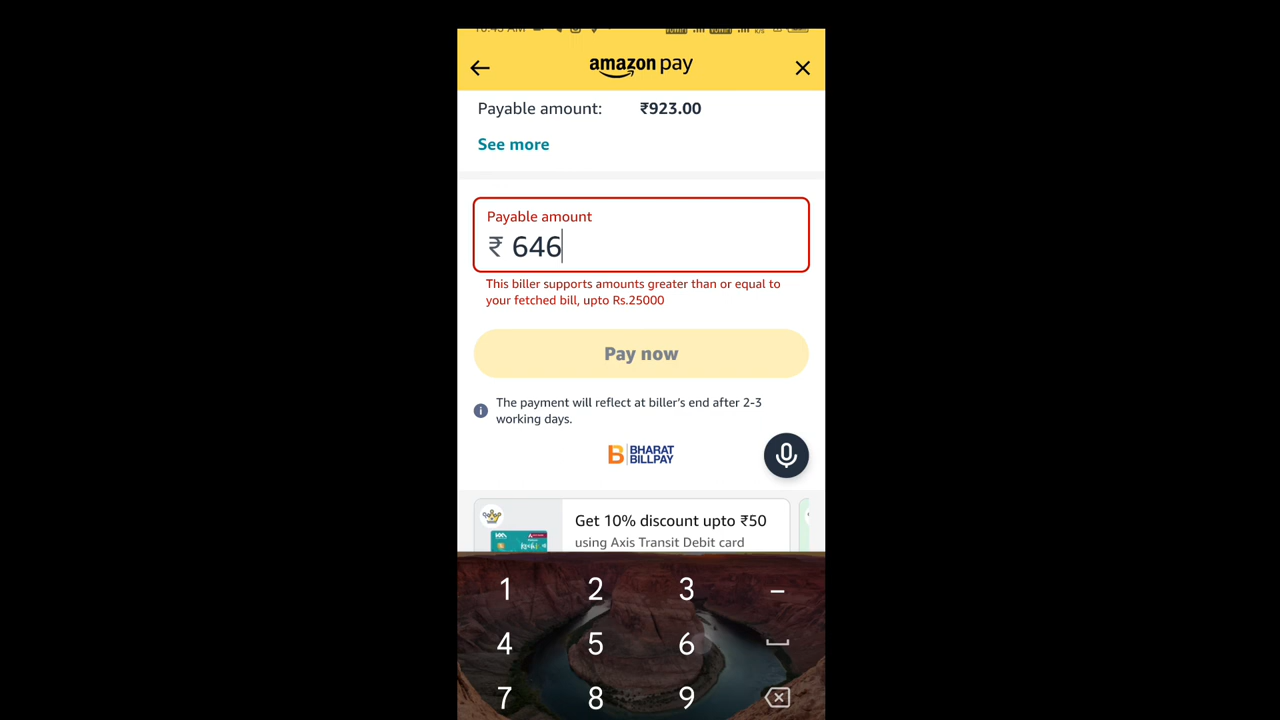 amazon pay
Payable amount: ₹923.00
See more
Payable amount
₹ 646
This biller supports amounts greater than or equal to
your fetched bill, upto Rs.25000
Pay now
The payment will reflect at biller's end after 2-3
working days.
B BHARAT
BILLPAY
Get 10% discount upto ₹50
using Axis Transit Debit card
1 2 3 –
4 5 6
7 8 9